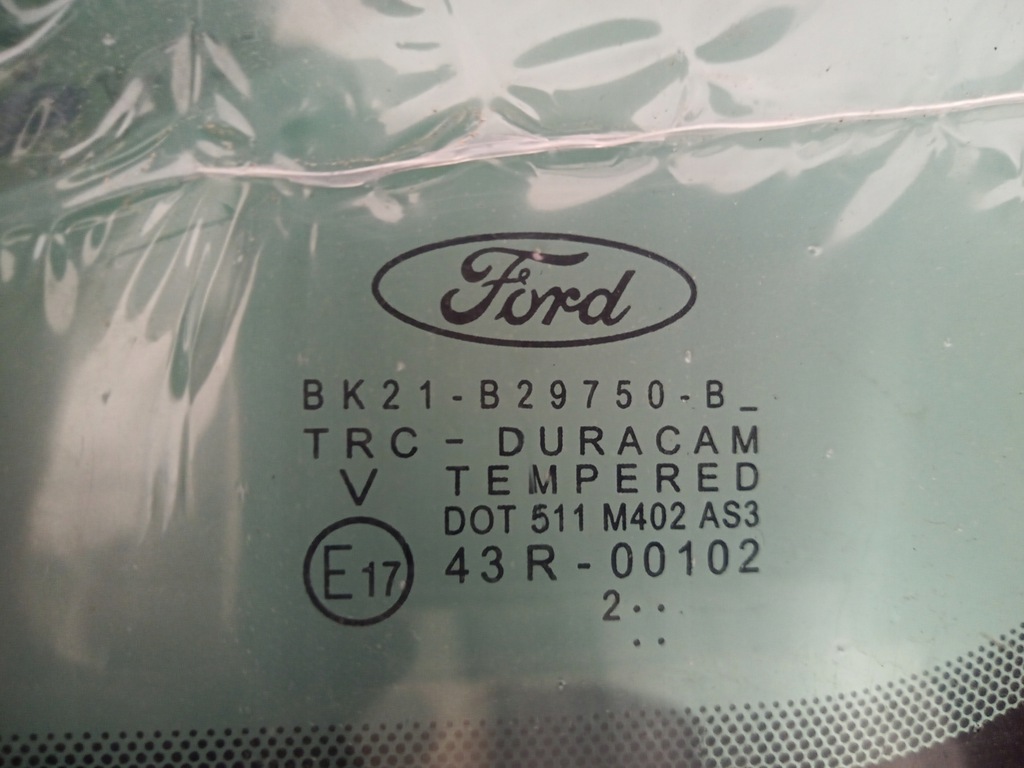 Ford
BK21-B29750-B_
TRC - DURACAM
V TEMPERED
DOT 511 M402 AS3
E17 43R-00102
2..
..